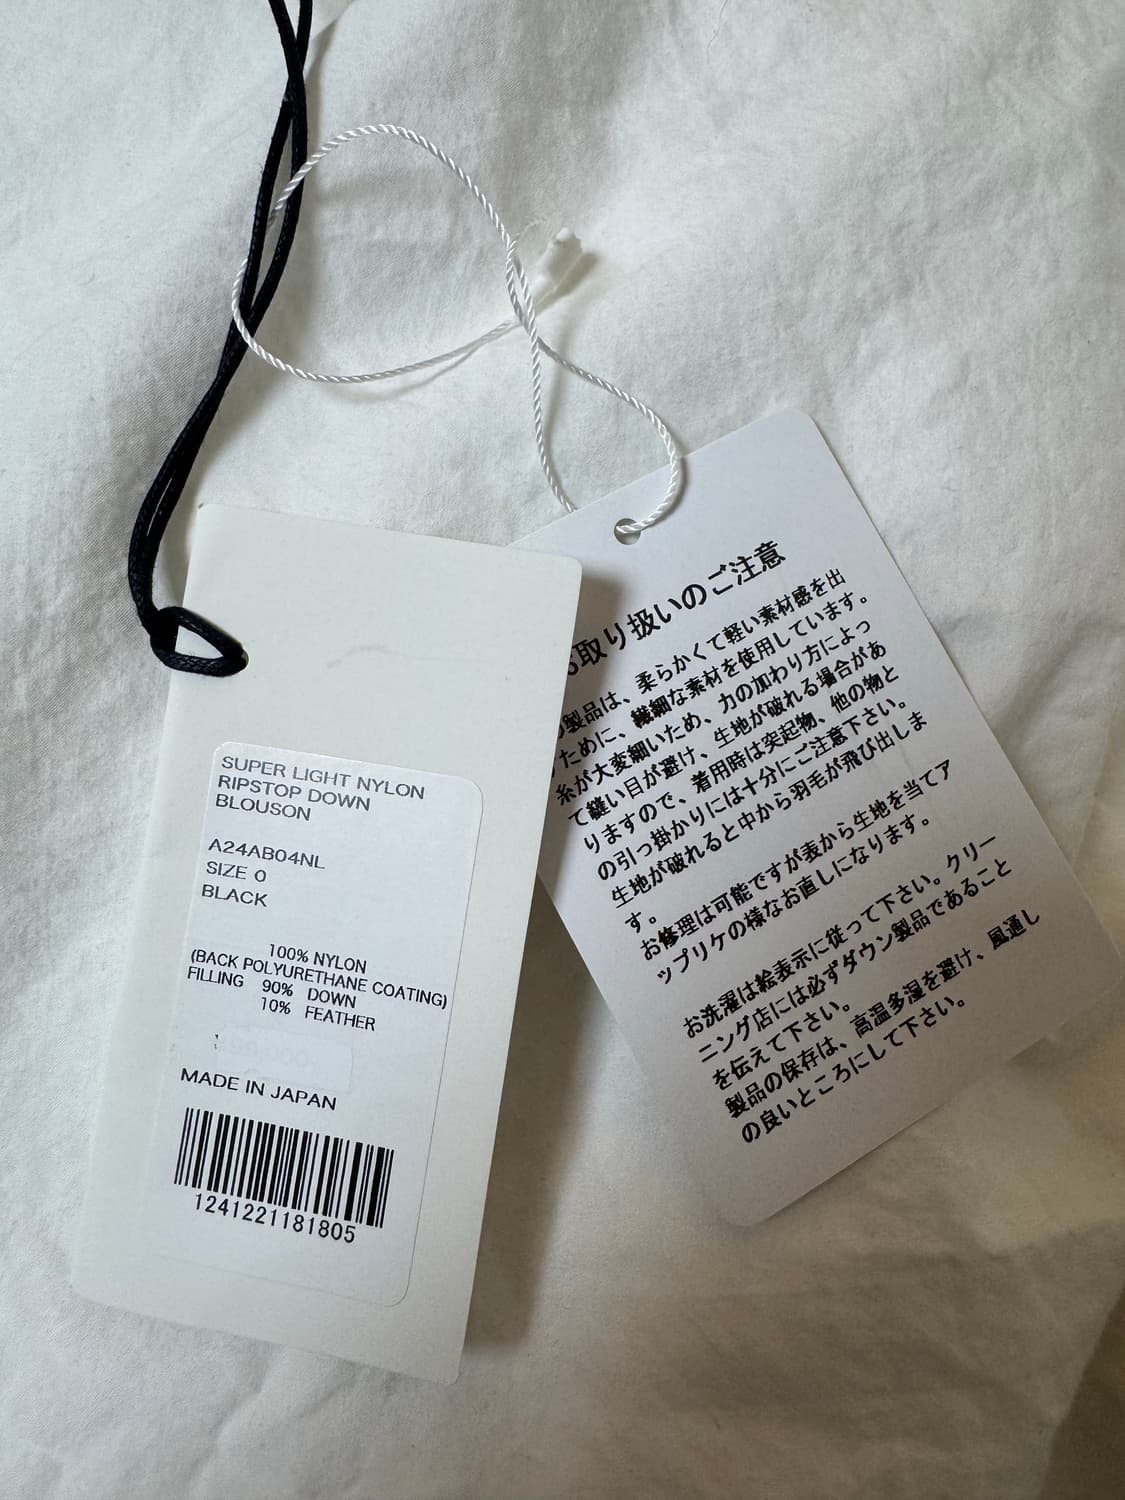 SUPER LIGHT NYLON
RIPSTOP DOWN
BLOUSON
A24AB04NL
SIZE 0
BLACK
100% NYLON
(BACK POLYURETHANE COATING)
FILLING 90% DOWN
10% FEATHER
MADE IN JAPAN
1241221181805
取り扱いのご注意
製品は、柔らかくて軽い素材感を出
ために、繊細な素材を使用しています。
糸が大変細いため、力の加わり方によっ
て縫い目が避け、生地が破れる場合があ
りますので、着用時は突起物、他の物と
の引っ掛かりには十分にご注意下さい。
生地が破れると中から羽毛が飛び出しま
す。
お修理は可能ですが表から生地を当てア
ップリケの様なお直しになります。
お洗濯は絵表示に従って下さい。クリー
ニング店には必ずダウン製品であること
を伝えて下さい。
製品の保存は、高温多湿を避け、風通し
の良いところにして下さい。